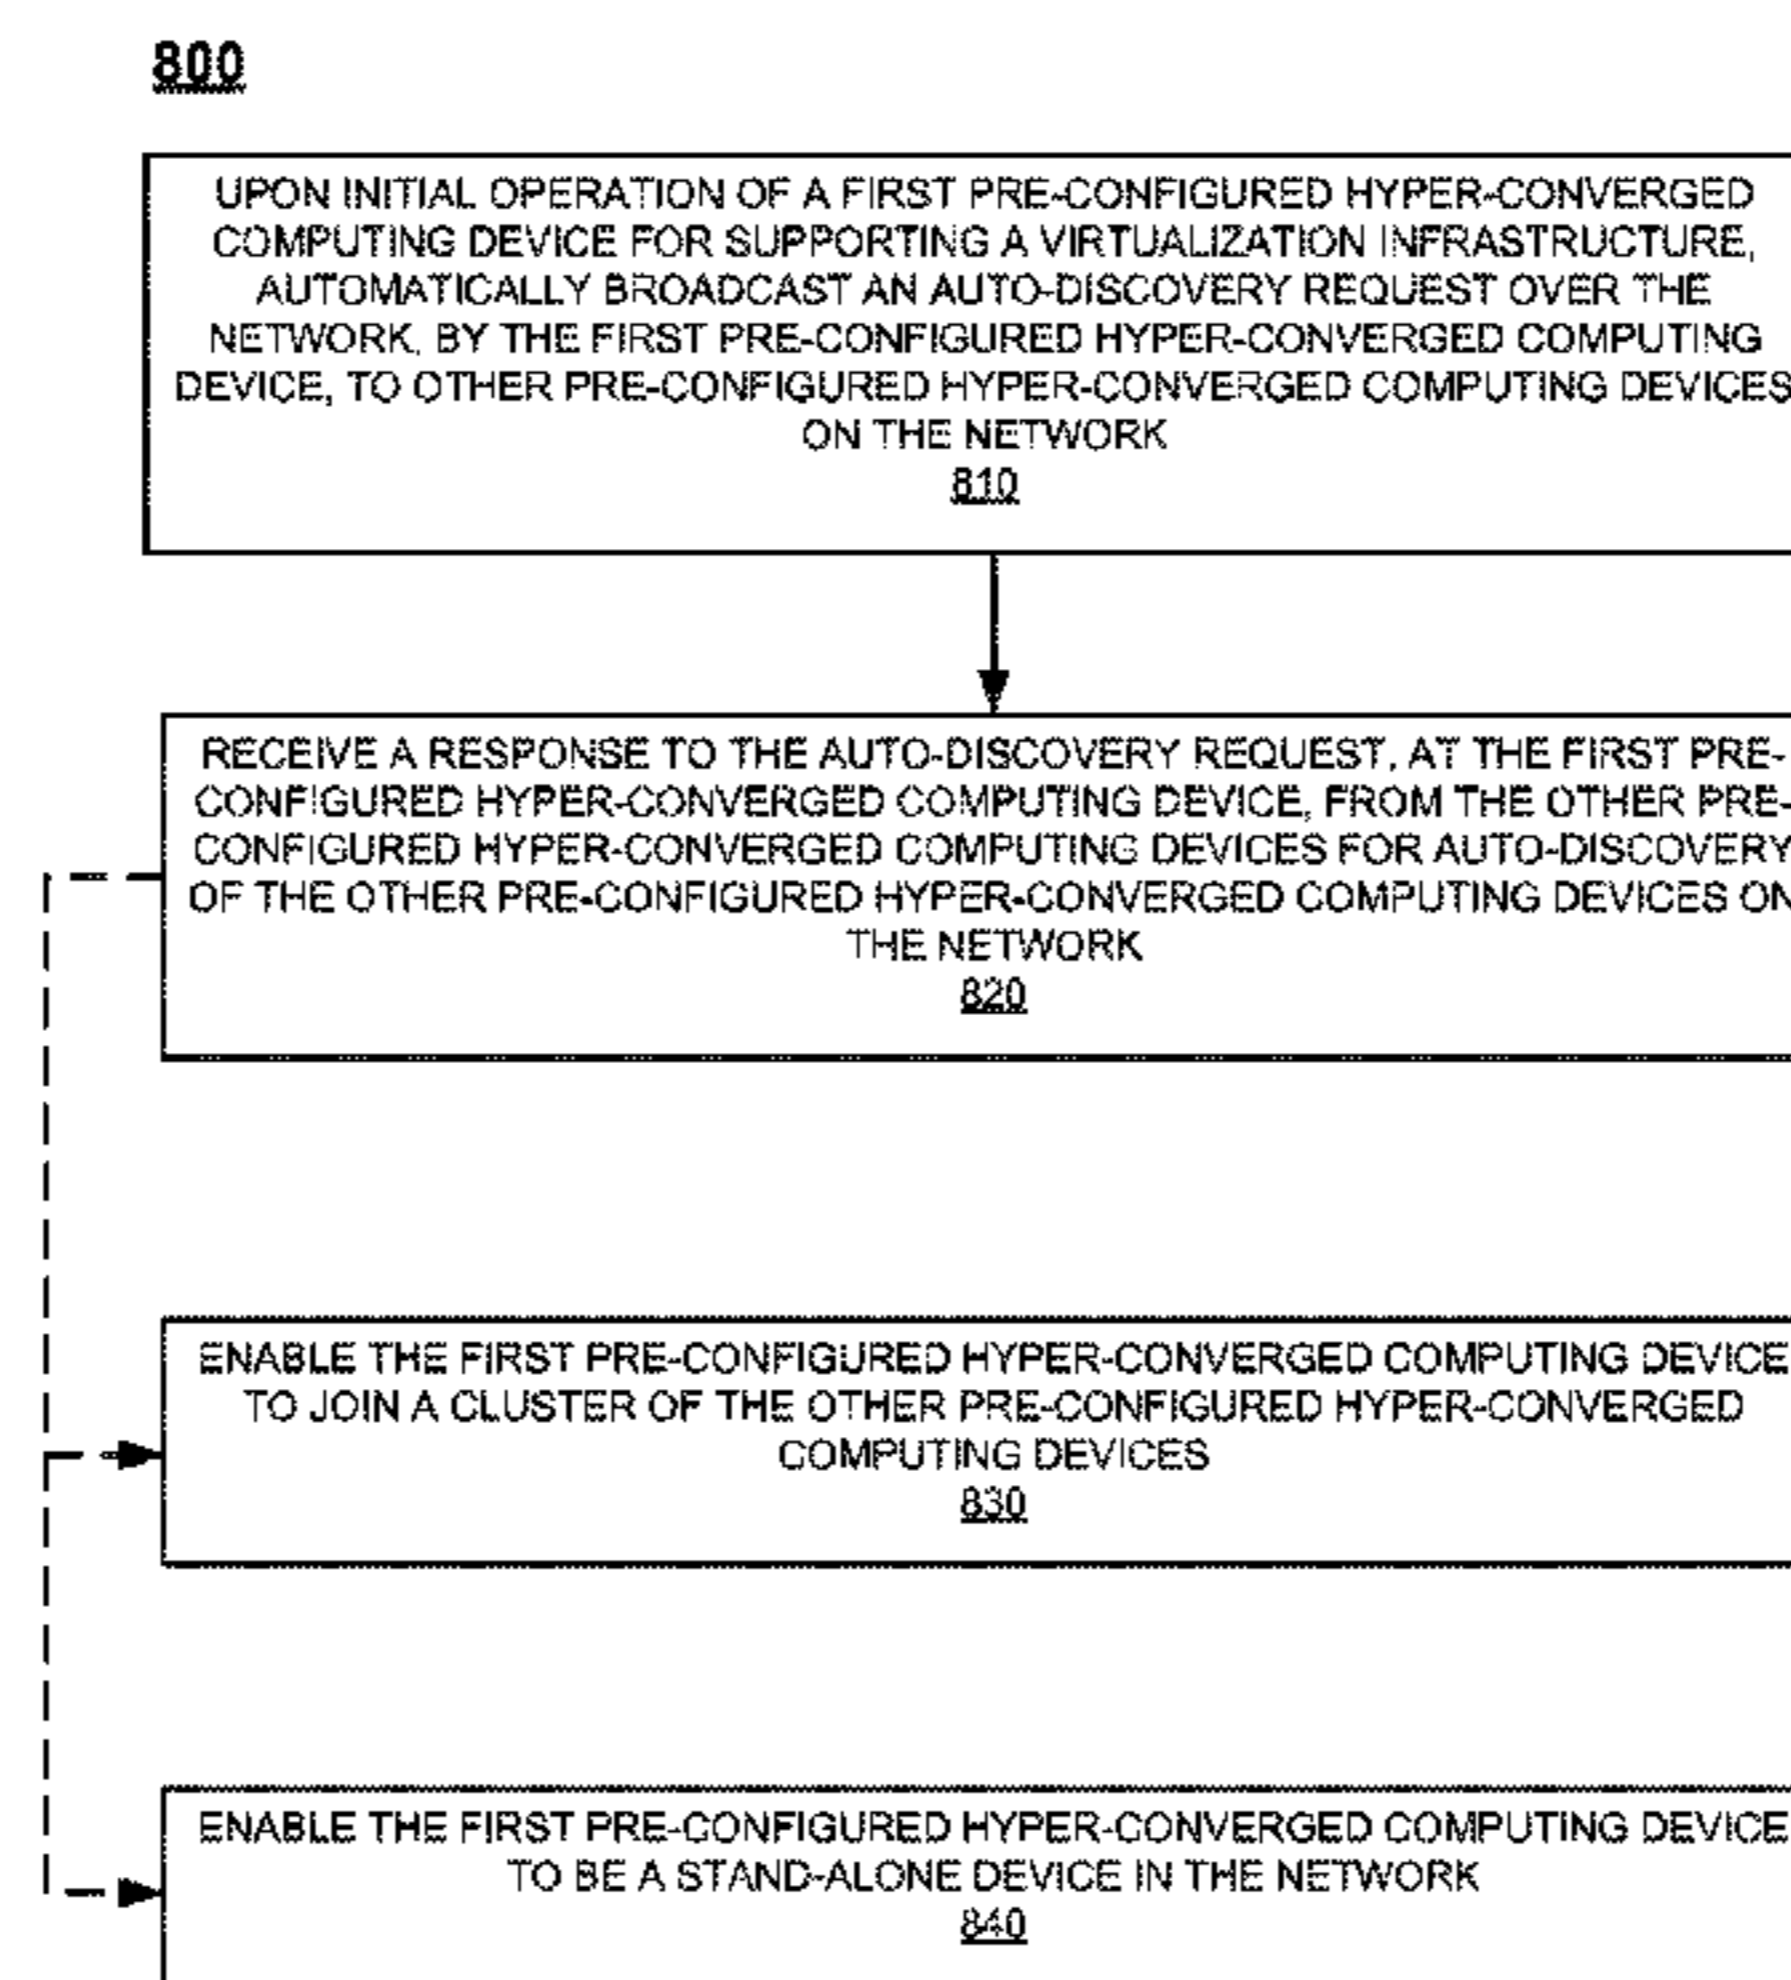 800
UPON INITIAL OPERATION OF A FIRST PRE-CONFIGURED HYPER-CONVERGED
COMPUTING DEVICE FOR SUPPORTING A VIRTUALIZATION INFRASTRUCTURE,
AUTOMATICALLY BROADCAST AN AUTO-DISCOVERY REQUEST OVER THE
NETWORK, BY THE FIRST PRE-CONFIGURED HYPER-CONVERGED COMPUTING
DEVICE, TO OTHER PRE-CONFIGURED HYPER-CONVERGED COMPUTING DEVICES
ON THE NETWORK
810
RECEIVE A RESPONSE TO THE AUTO-DISCOVERY REQUEST, AT THE FIRST PRE-
CONFIGURED HYPER-CONVERGED COMPUTING DEVICE, FROM THE OTHER PRE-
CONFIGURED HYPER-CONVERGED COMPUTING DEVICES FOR AUTO-DISCOVERY
OF THE OTHER PRE-CONFIGURED HYPER-CONVERGED COMPUTING DEVICES ON
THE NETWORK
820
ENABLE THE FIRST PRE-CONFIGURED HYPER-CONVERGED COMPUTING DEVICE
TO JOIN A CLUSTER OF THE OTHER PRE-CONFIGURED HYPER-CONVERGED
COMPUTING DEVICES
830
ENABLE THE FIRST PRE-CONFIGURED HYPER-CONVERGED COMPUTING DEVICE
TO BE A STAND-ALONE DEVICE IN THE NETWORK
840